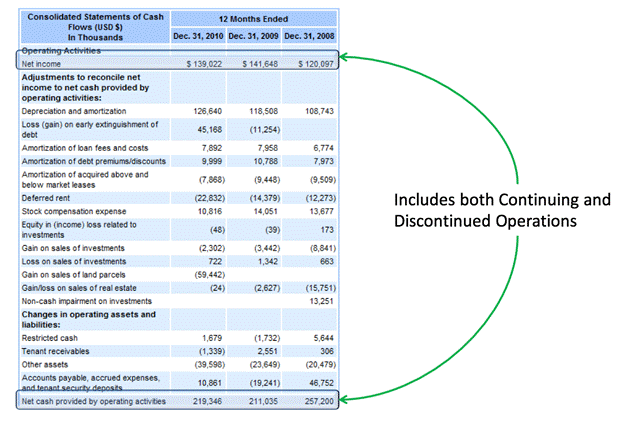 Consolidated Statements of Cash
Flows (USD $)
In Thousands
12 Months Ended
Dec. 31, 2010 Dec. 31, 2009 Dec. 31, 2008
Operating Activities
Net income $ 139,022 $ 141,648 $ 120,097
Adjustments to reconcile net
income to net cash provided by
operating activities:
Depreciation and amortization 126,640 118,508 108,743
Loss (gain) on early extinguishment of
debt 45,168 (11,254)
Amortization of loan fees and costs 7,892 7,958 6,774
Amortization of debt premiums/discounts 9,999 10,788 7,973
Amortization of acquired above and
below market leases (7,868) (9,448) (9,509)
Deferred rent (22,832) (14,379) (12,273)
Stock compensation expense 10,816 14,051 13,677
Equity in (income) loss related to
investments (48) (39) 173
Gain on sales of investments (2,302) (3,442) (8,841)
Loss on sales of investments 722 1,342 663
Gain on sales of land parcels (59,442)
Gain/loss on sales of real estate (24) (2,627) (15,751)
Non-cash impairment on investments 13,251
Changes in operating assets and
liabilities:
Restricted cash 1,679 (1,732) 5,644
Tenant receivables (1,339) 2,551 306
Other assets (39,598) (23,649) (20,479)
Accounts payable, accrued expenses,
and tenant security deposits 10,861 (19,241) 46,752
Net cash provided by operating activities 219,346 211,035 257,200
Includes both Continuing and
Discontinued Operations